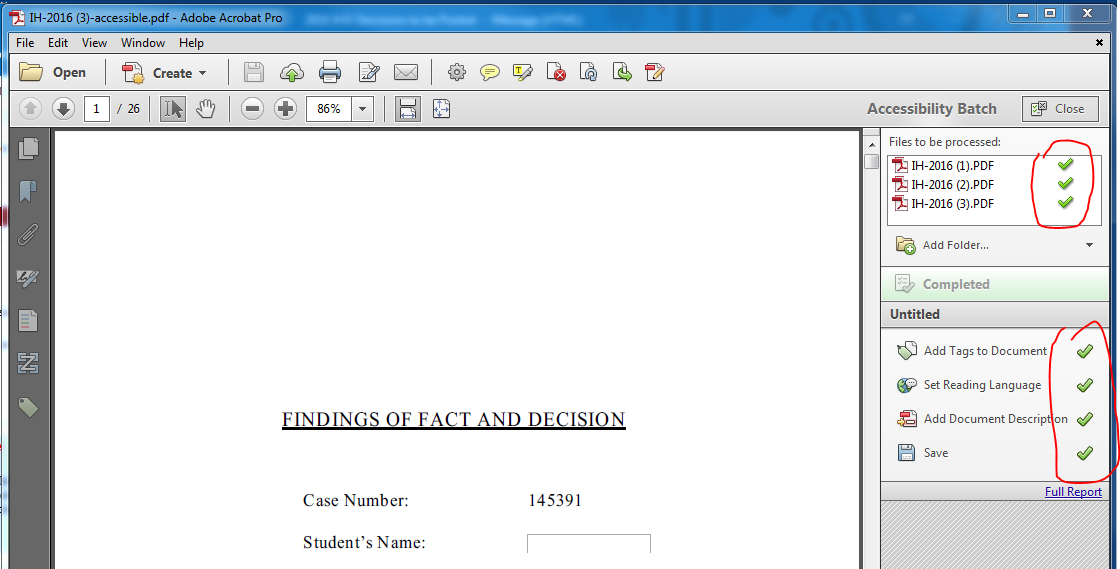 IH-2016 (3)-accessible.pdf - Adobe Acrobat Pro
File Edit View Window Help
Open Create
1 / 26 86% Accessibility Batch Close
Files to be processed:
IH-2016 (1).PDF
IH-2016 (2).PDF
IH-2016 (3).PDF
Add Folder...
Completed
Untitled
Add Tags to Document
Set Reading Language
Add Document Description
Save
Full Report
FINDINGS OF FACT AND DECISION
Case Number: 145391
Student’s Name: